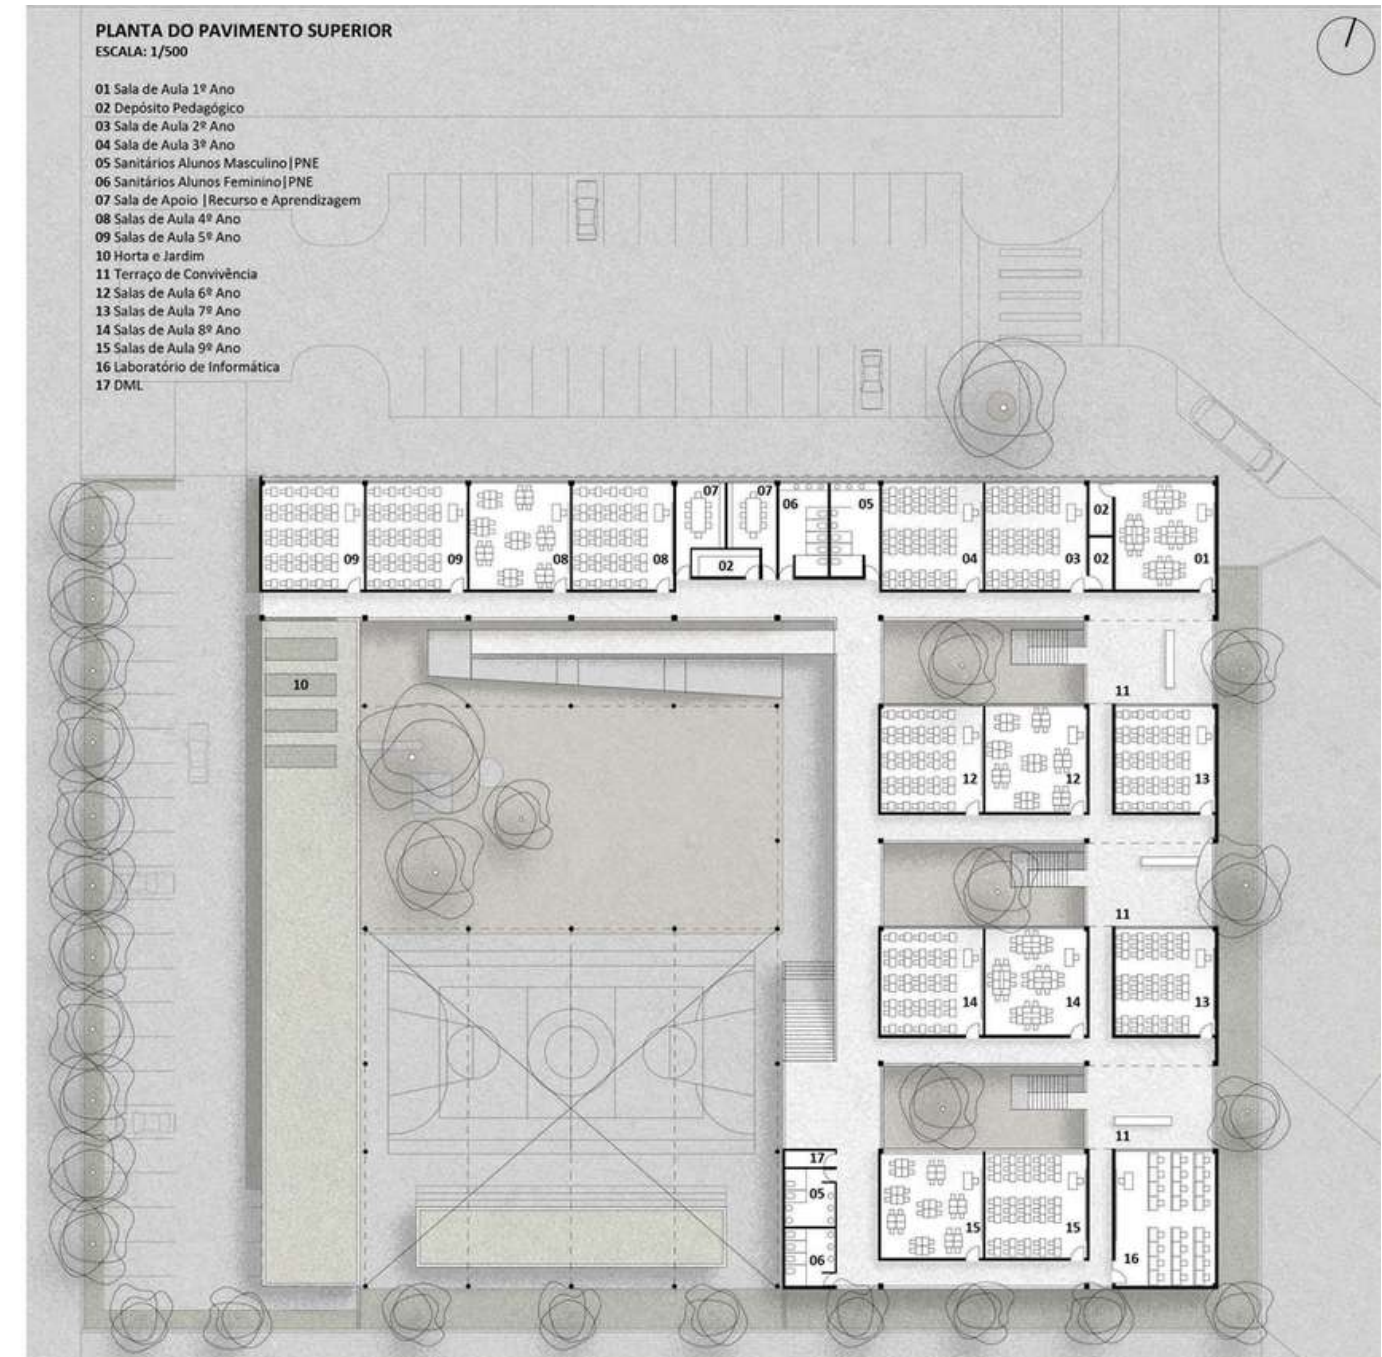 PLANTA DO PAVIMENTO SUPERIOR
ESCALA: 1/500
01 Sala de Aula 1º Ano
02 Depósito Pedagógico
03 Sala de Aula 2º Ano
04 Sala de Aula 3º Ano
05 Sanitários Alunos Masculino|PNE
06 Sanitários Alunos Feminino|PNE
07 Sala de Apoio |Recurso e Aprendizagem
08 Salas de Aula 4º Ano
09 Salas de Aula 5º Ano
10 Horta e Jardim
11 Terraço de Convivência
12 Salas de Aula 6º Ano
13 Salas de Aula 7º Ano
14 Salas de Aula 8º Ano
15 Salas de Aula 9º Ano
16 Laboratório de Informática
17 DML
07 07
06 05 02
09 09 08 08 02 04 03 02 01
10
11
12 12 13
11
14 14 13
11
17
05
15 15
06 16